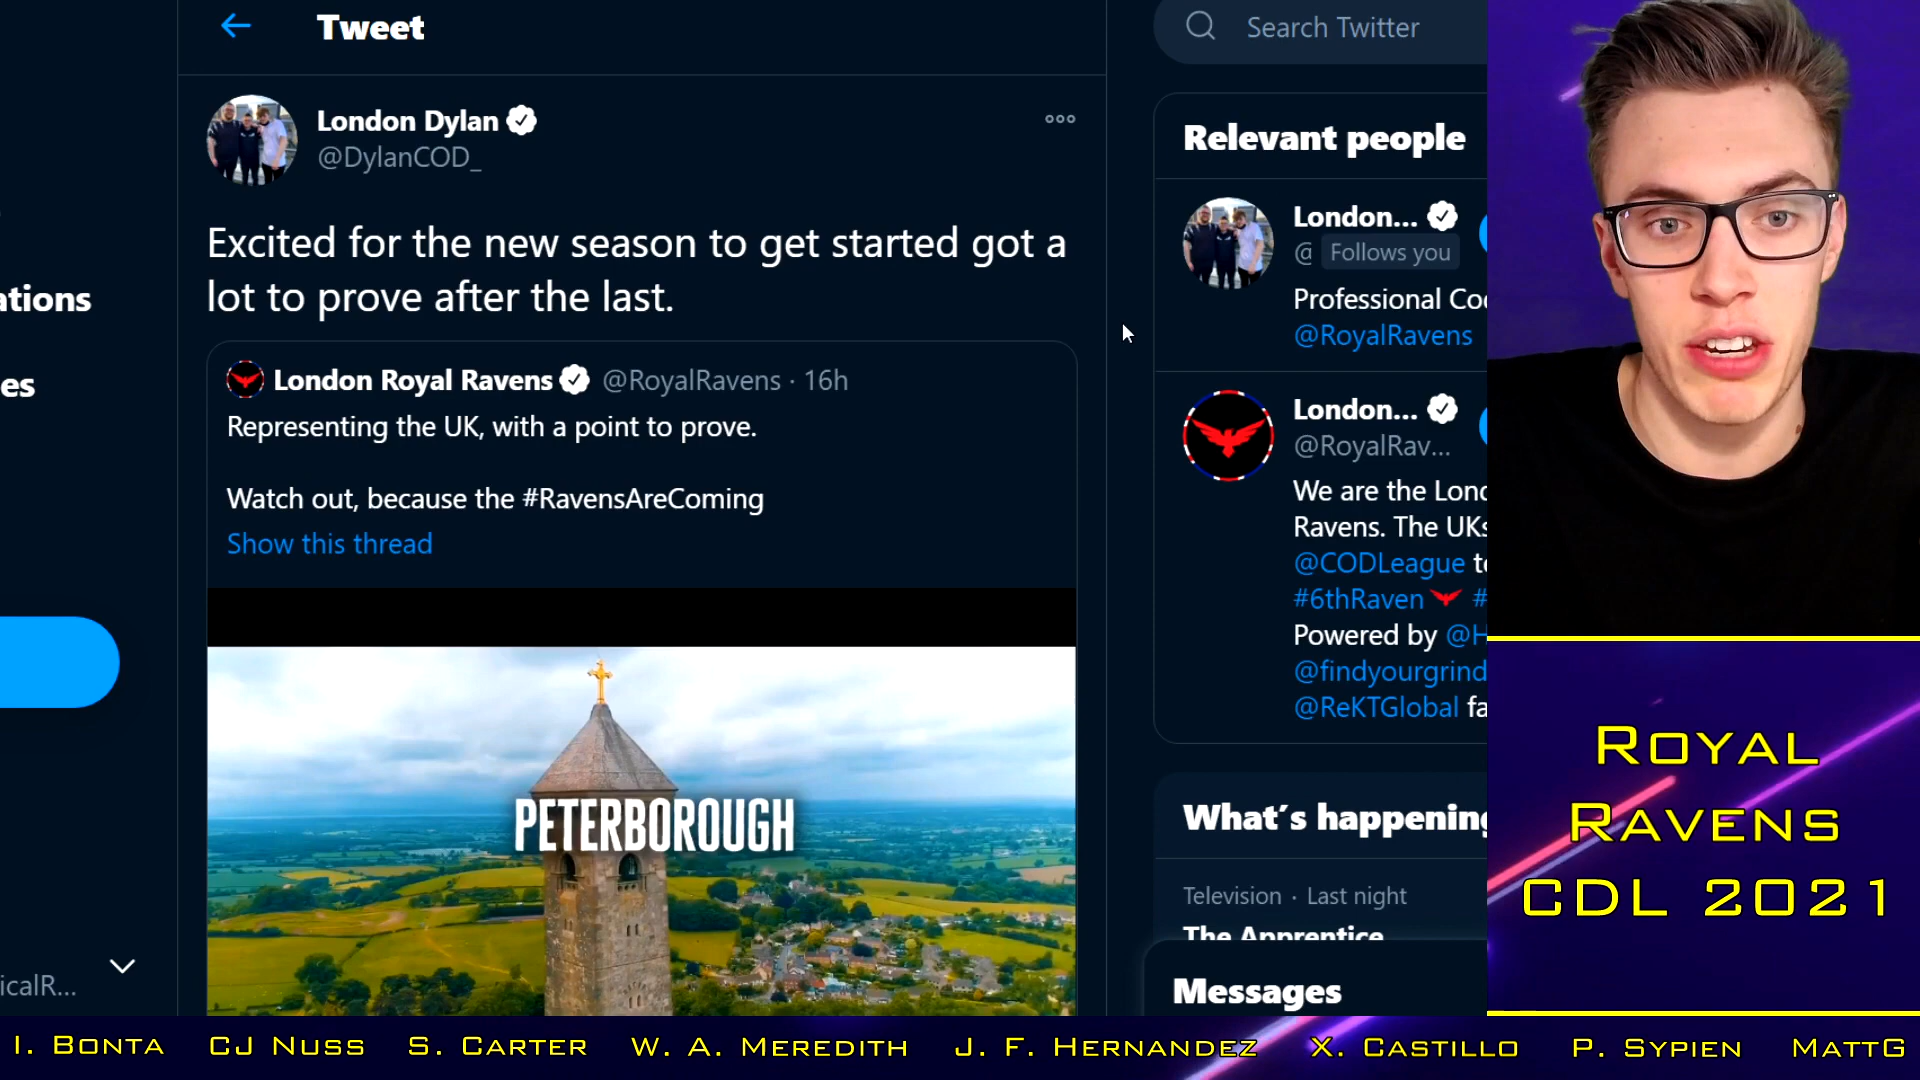 Tweet
London Dylan
@DylanCOD_
Excited for the new season to get started got a
lot to prove after the last.
London Royal Ravens @RoyalRavens · 16h
Representing the UK, with a point to prove.
Watch out, because the #RavensAreComing
Show this thread
PETERBOROUGH
ations
es
icalR...
Search Twitter
Relevant people
London...
@ Follows you
Professional Co
@RoyalRavens
London...
@RoyalRav...
We are the Lon
Ravens. The UKs
@CODLeague t
#6thRaven #
Powered by @H
@findyourgrind
@ReKTGlobal fa
What's happening
Television · Last night
The Apprentice
Messages
ROYAL
RAVENS
CDL 2021
I. BONTA CJ NUSS S. CARTER W. A. MEREDITH J. F. HERNANDEZ X. CASTILLO P. SYPIEN MATTG